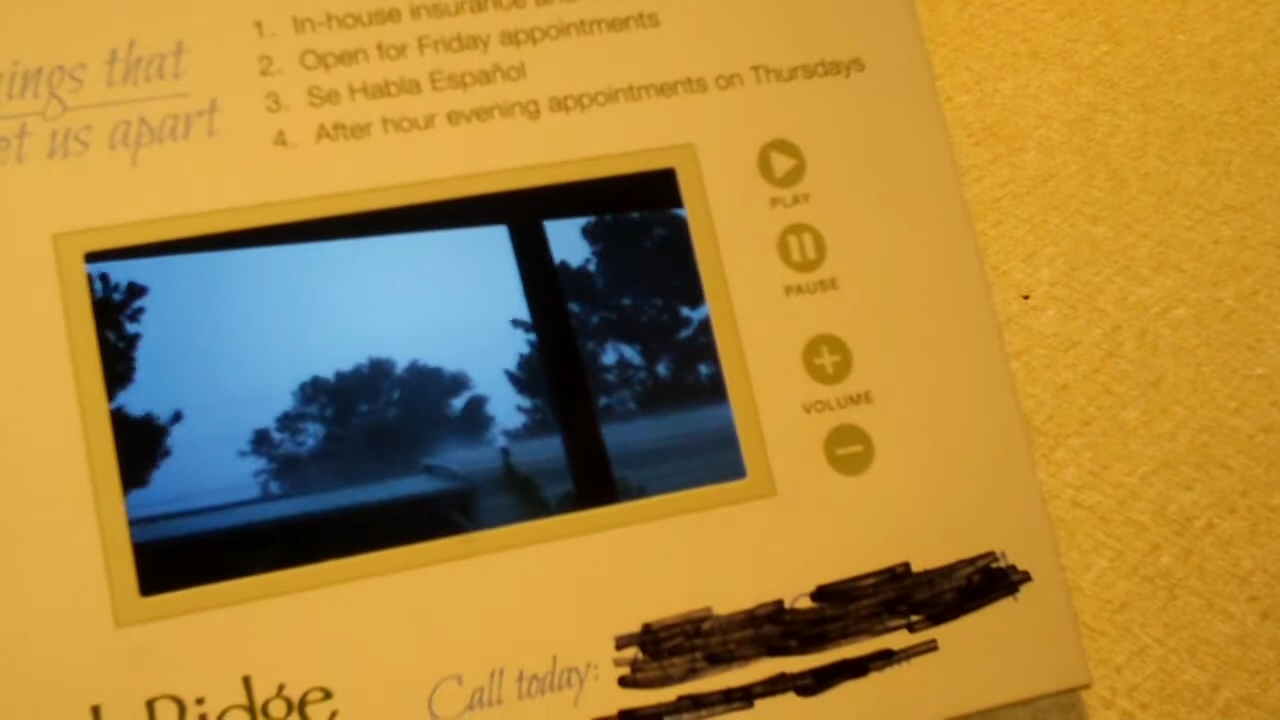 ings that
et us apart
1. In-house insurance an
2. Open for Friday appointments
3. Se Habla Español
4. After hour evening appointments on Thursdays
PLAY
PAUSE
VOLUME
Ridge
Call today: